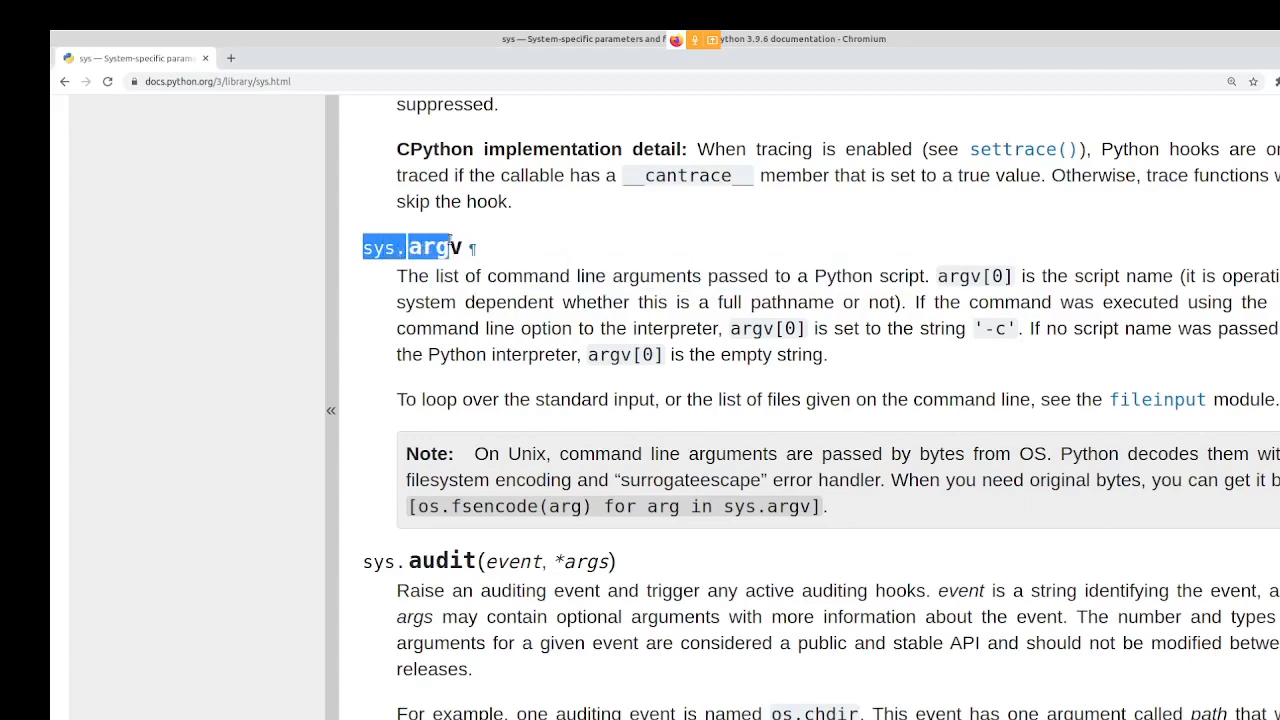 sys — System-specific parameters and f ython 3.9.6 documentation - Chromium
sys — System-specific param
docs.python.org/3/library/sys.html
suppressed.
CPython implementation detail: When tracing is enabled (see settrace()), Python hooks are on
traced if the callable has a __cantrace__ member that is set to a true value. Otherwise, trace functions w
skip the hook.
sys.argv ¶
The list of command line arguments passed to a Python script. argv[0] is the script name (it is operati
system dependent whether this is a full pathname or not). If the command was executed using the
command line option to the interpreter, argv[0] is set to the string '-c'. If no script name was passed
the Python interpreter, argv[0] is the empty string.
To loop over the standard input, or the list of files given on the command line, see the fileinput module.
«
Note: On Unix, command line arguments are passed by bytes from OS. Python decodes them wit
filesystem encoding and “surrogateescape” error handler. When you need original bytes, you can get it b
[os.fsencode(arg) for arg in sys.argv].
sys.audit(event, *args)
Raise an auditing event and trigger any active auditing hooks. event is a string identifying the event, a
args may contain optional arguments with more information about the event. The number and types
arguments for a given event are considered a public and stable API and should not be modified betwe
releases.
For example, one auditing event is named os.chdir. This event has one argument called path that